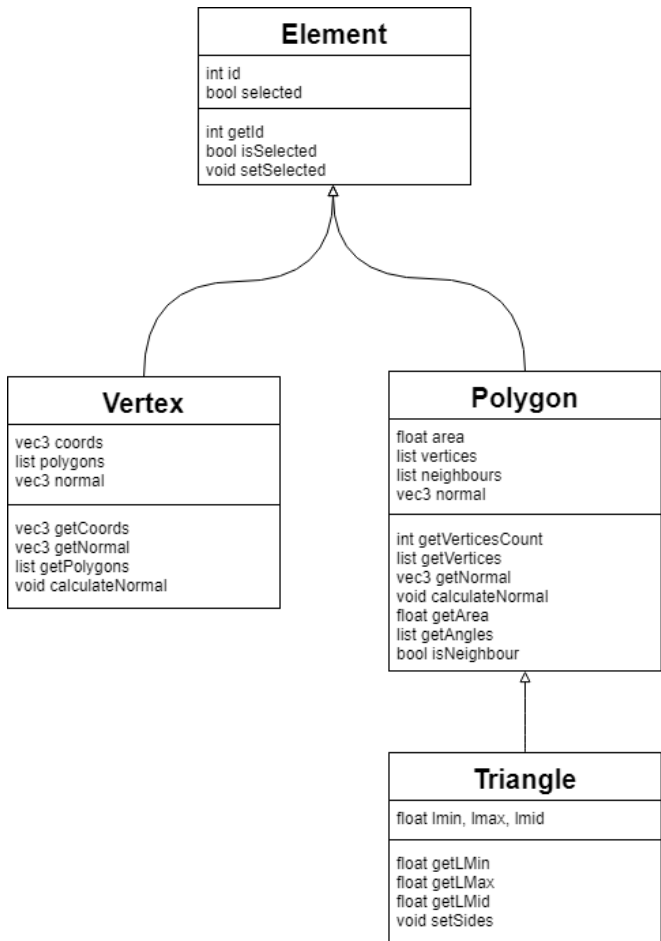 Element
int id
bool selected
int getId
bool isSelected
void setSelected
Vertex
vec3 coords
list polygons
vec3 normal
vec3 getCoords
vec3 getNormal
list getPolygons
void calculateNormal
Polygon
float area
list vertices
list neighbours
vec3 normal
int getVerticesCount
list getVertices
vec3 getNormal
void calculateNormal
float getArea
list getAngles
bool isNeighbour
Triangle
float lmin, lmax, lmid
float getLMin
float getLMax
float getLMid
void setSides